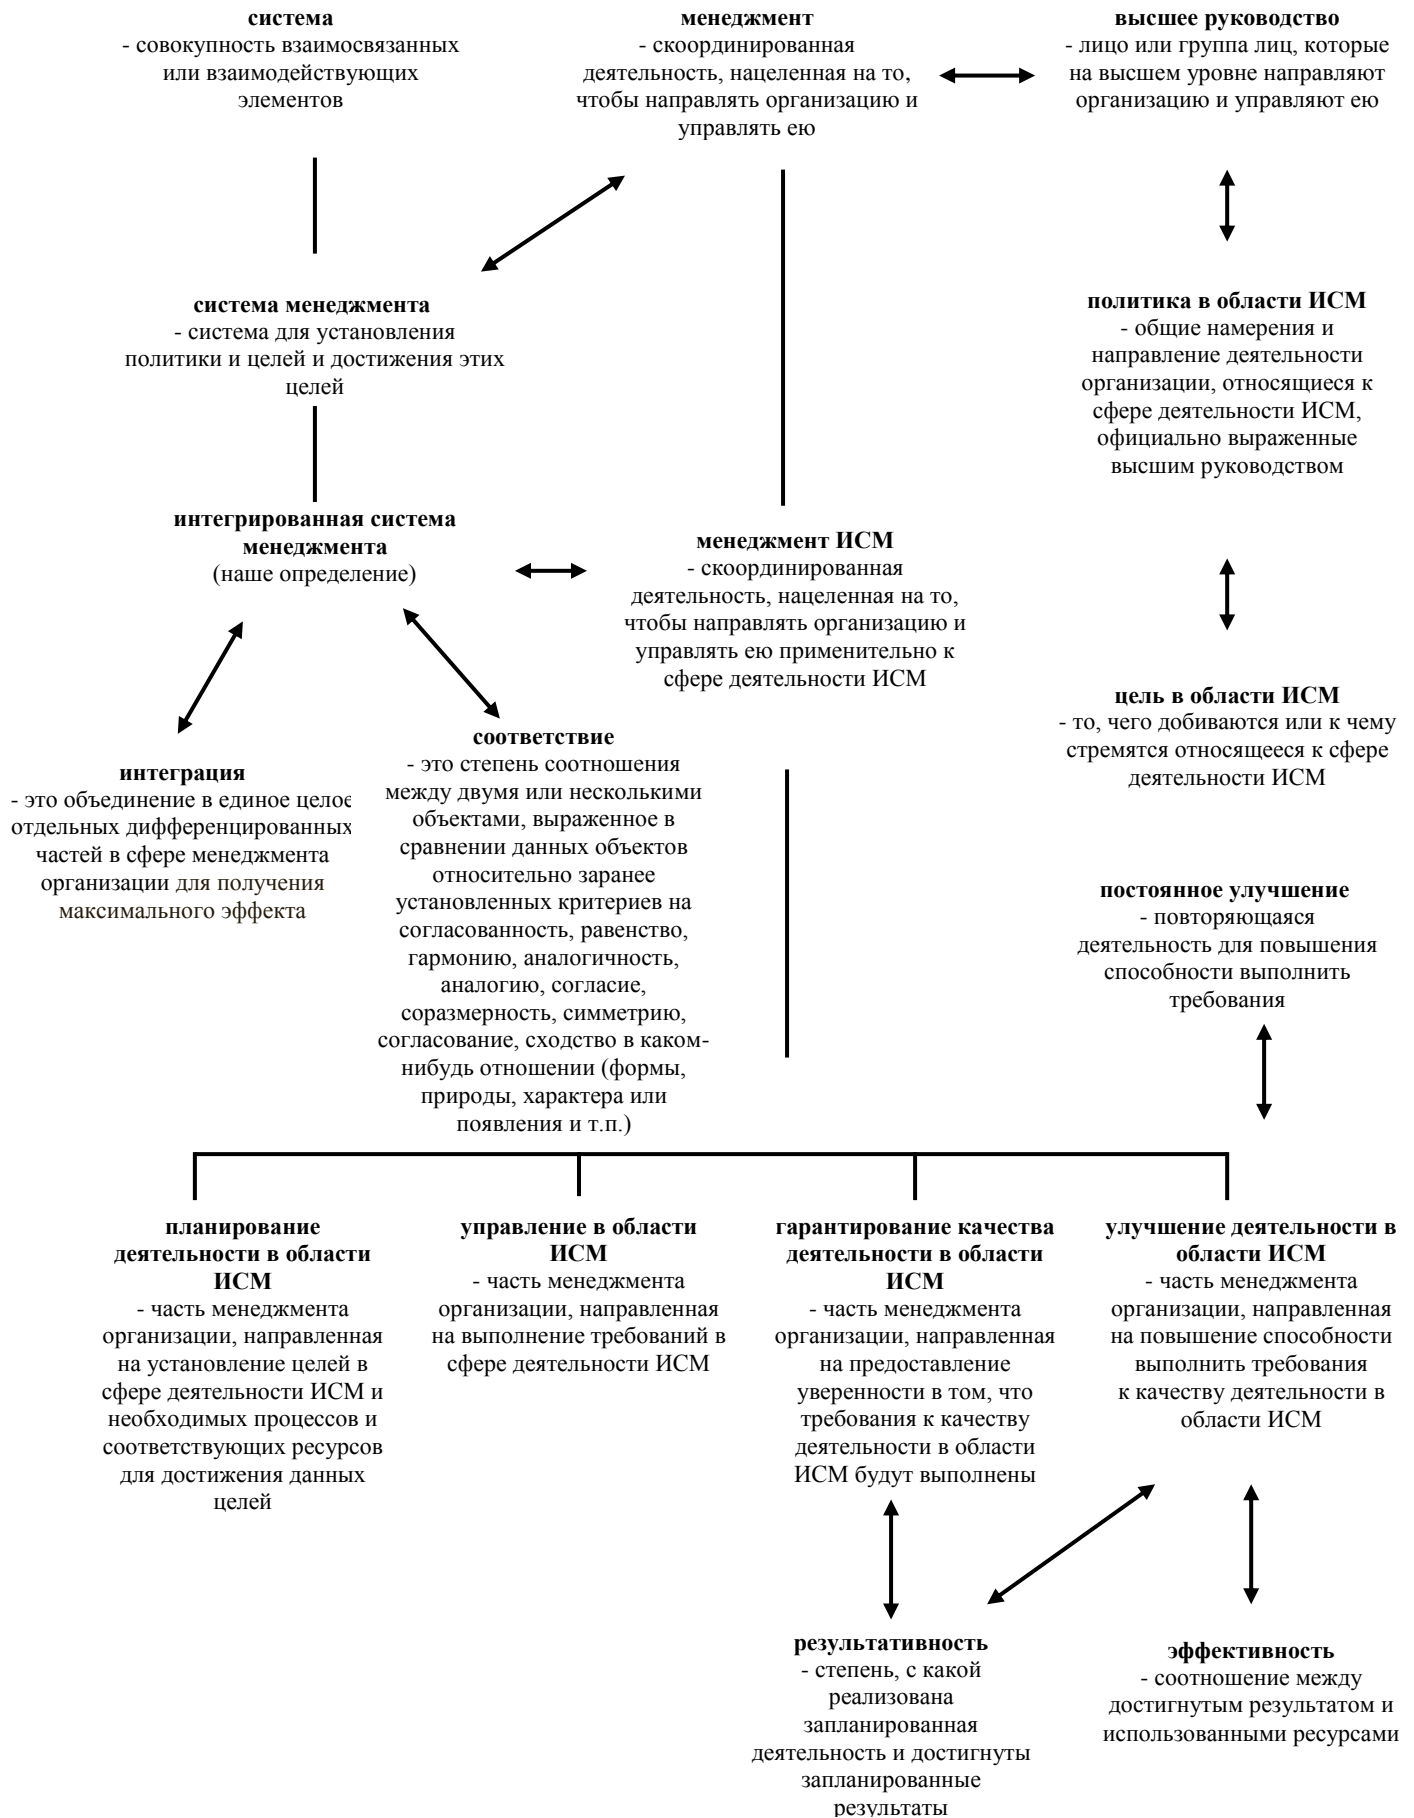 система
- совокупность взаимосвязанных
или взаимодействующих
элементов
менеджмент
- скоординированная
деятельность, нацеленная на то,
чтобы направлять организацию и
управлять ею
высшее руководство
- лицо или группа лиц, которые
на высшем уровне направляют
организацию и управляют ею
система менеджмента
- система для установления
политики и целей и достижения этих
целей
политика в области ИСМ
- общие намерения и
направление деятельности
организации, относящиеся к
сфере деятельности ИСМ,
официально выраженные
высшим руководством
интегрированная система
менеджмента
(наше определение)
менеджмент ИСМ
- скоординированная
деятельность, нацеленная на то,
чтобы направлять организацию и
управлять ею применительно к
сфере деятельности ИСМ
цель в области ИСМ
- то, чего добиваются или к чему
стремятся относящееся к сфере
деятельности ИСМ
интеграция
- это объединение в единое целое
отдельных дифференцированных
частей в сфере менеджмента
организации для получения
максимального эффекта
соответствие
- это степень соотношения
между двумя или несколькими
объектами, выраженное в
сравнении данных объектов
относительно заранее
установленных критериев на
согласованность, равенство,
гармонию, аналогичность,
аналогию, согласие,
соразмерность, симметрию,
согласование, сходство в каком-
нибудь отношении (формы,
природы, характера или
появления и т.п.)
постоянное улучшение
- повторяющаяся
деятельность для повышения
способности выполнить
требования
планирование
деятельности в области
ИСМ
- часть менеджмента
организации, направленная
на установление целей в
сфере деятельности ИСМ и
необходимых процессов и
соответствующих ресурсов
для достижения данных
целей
управление в области
ИСМ
- часть менеджмента
организации, направленная
на выполнение требований в
сфере деятельности ИСМ
гарантирование качества
деятельности в области
ИСМ
- часть менеджмента
организации, направленная
на предоставление
уверенности в том, что
требования к качеству
деятельности в области
ИСМ будут выполнены
улучшение деятельности в
области ИСМ
- часть менеджмента
организации, направленная
на повышение способности
выполнить требования
к качеству деятельности в
области ИСМ
результативность
- степень, с какой
реализована
запланированная
деятельность и достигнуты
запланированные
результаты
эффективность
- соотношение между
достигнутым результатом и
использованными ресурсами